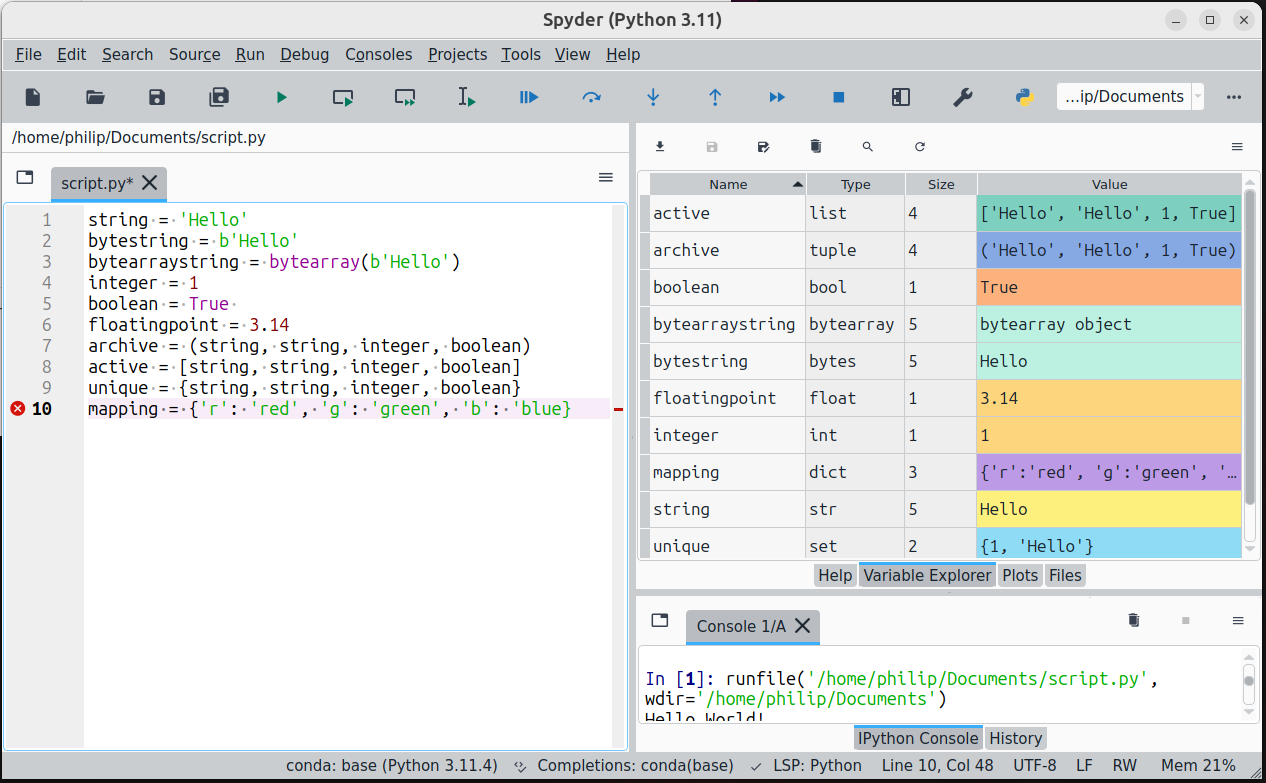 Spyder (Python 3.11)
File Edit Search Source Run Debug Consoles Projects Tools View Help
...ip/Documents
/home/philip/Documents/script.py
script.py*
1 string = 'Hello'
2 bytestring = b'Hello'
3 bytearraystring = bytearray(b'Hello')
4 integer = 1
5 boolean = True
6 floatingpoint = 3.14
7 archive = (string, string, integer, boolean)
8 active = [string, string, integer, boolean]
9 unique = {string, string, integer, boolean}
10 mapping = {'r': 'red', 'g': 'green', 'b': 'blue}
Name Type Size Value
active list 4 ['Hello', 'Hello', 1, True]
archive tuple 4 ('Hello', 'Hello', 1, True)
boolean bool 1 True
bytearraystring bytearray 5 bytearray object
bytestring bytes 5 Hello
floatingpoint float 1 3.14
integer int 1 1
mapping dict 3 {'r':'red', 'g':'green', '...
string str 5 Hello
unique set 2 {1, 'Hello'}
Help Variable Explorer Plots Files
Console 1/A
In [1]: runfile('/home/philip/Documents/script.py',
wdir='/home/philip/Documents')
Hello World!
IPython Console History
conda: base (Python 3.11.4) Completions: conda(base) LSP: Python Line 10, Col 48 UTF-8 LF RW Mem 21%